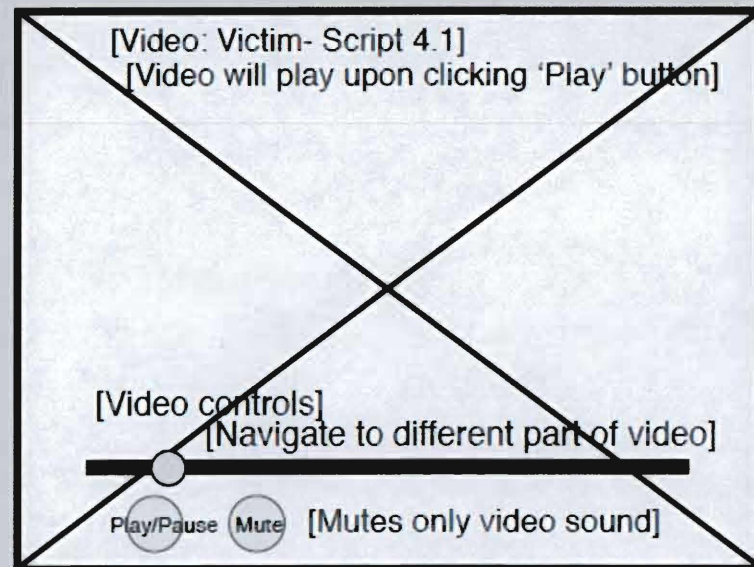 [Video: Victim- Script 4.1]
[Video will play upon clicking ‘Play’ button]
[Video controls]
[Navigate to different part of video]
Play/Pause Mute [Mutes only video sound]